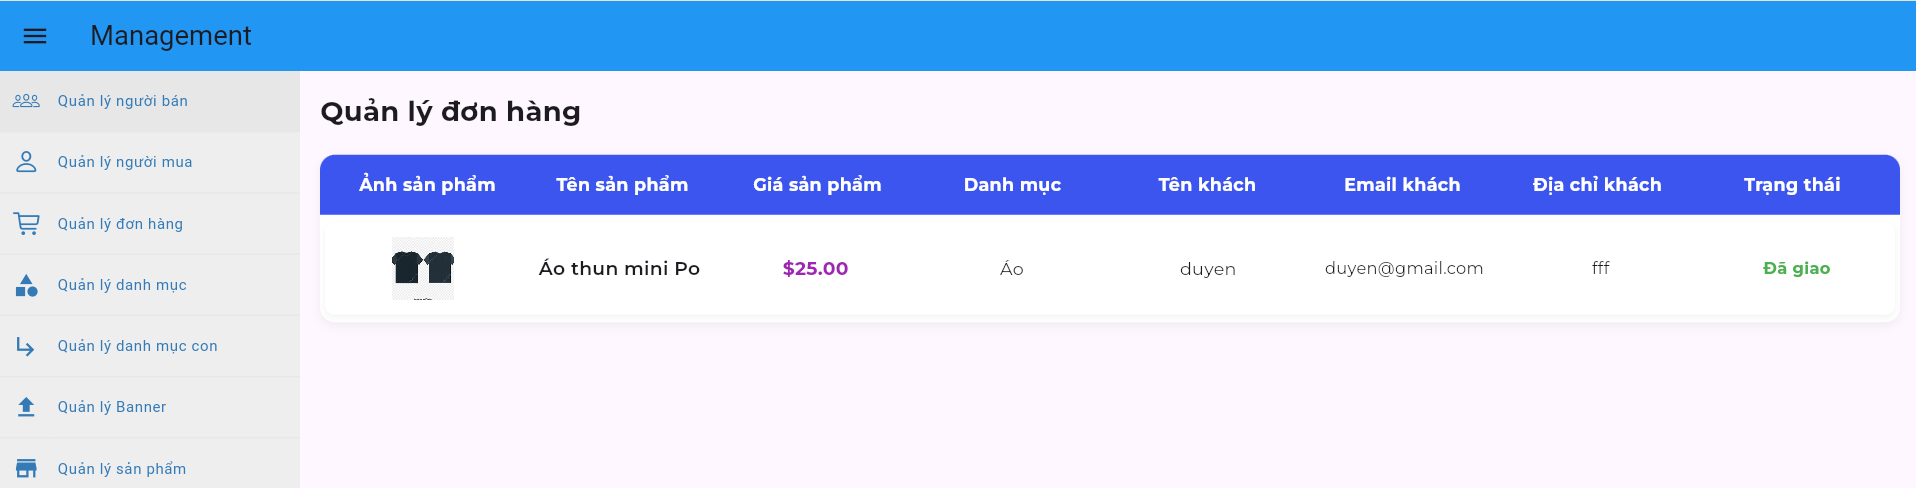 Management
Quản lý người bán
Quản lý người mua
Quản lý đơn hàng
Quản lý danh mục
Quản lý danh mục con
Quản lý Banner
Quản lý sản phẩm
Quản lý đơn hàng
Ảnh sản phẩm Tên sản phẩm Giá sản phẩm Danh mục Tên khách Email khách Địa chỉ khách Trạng thái
Áo thun mini Po $25.00 Áo duyen duyen@gmail.com fff Đã giao